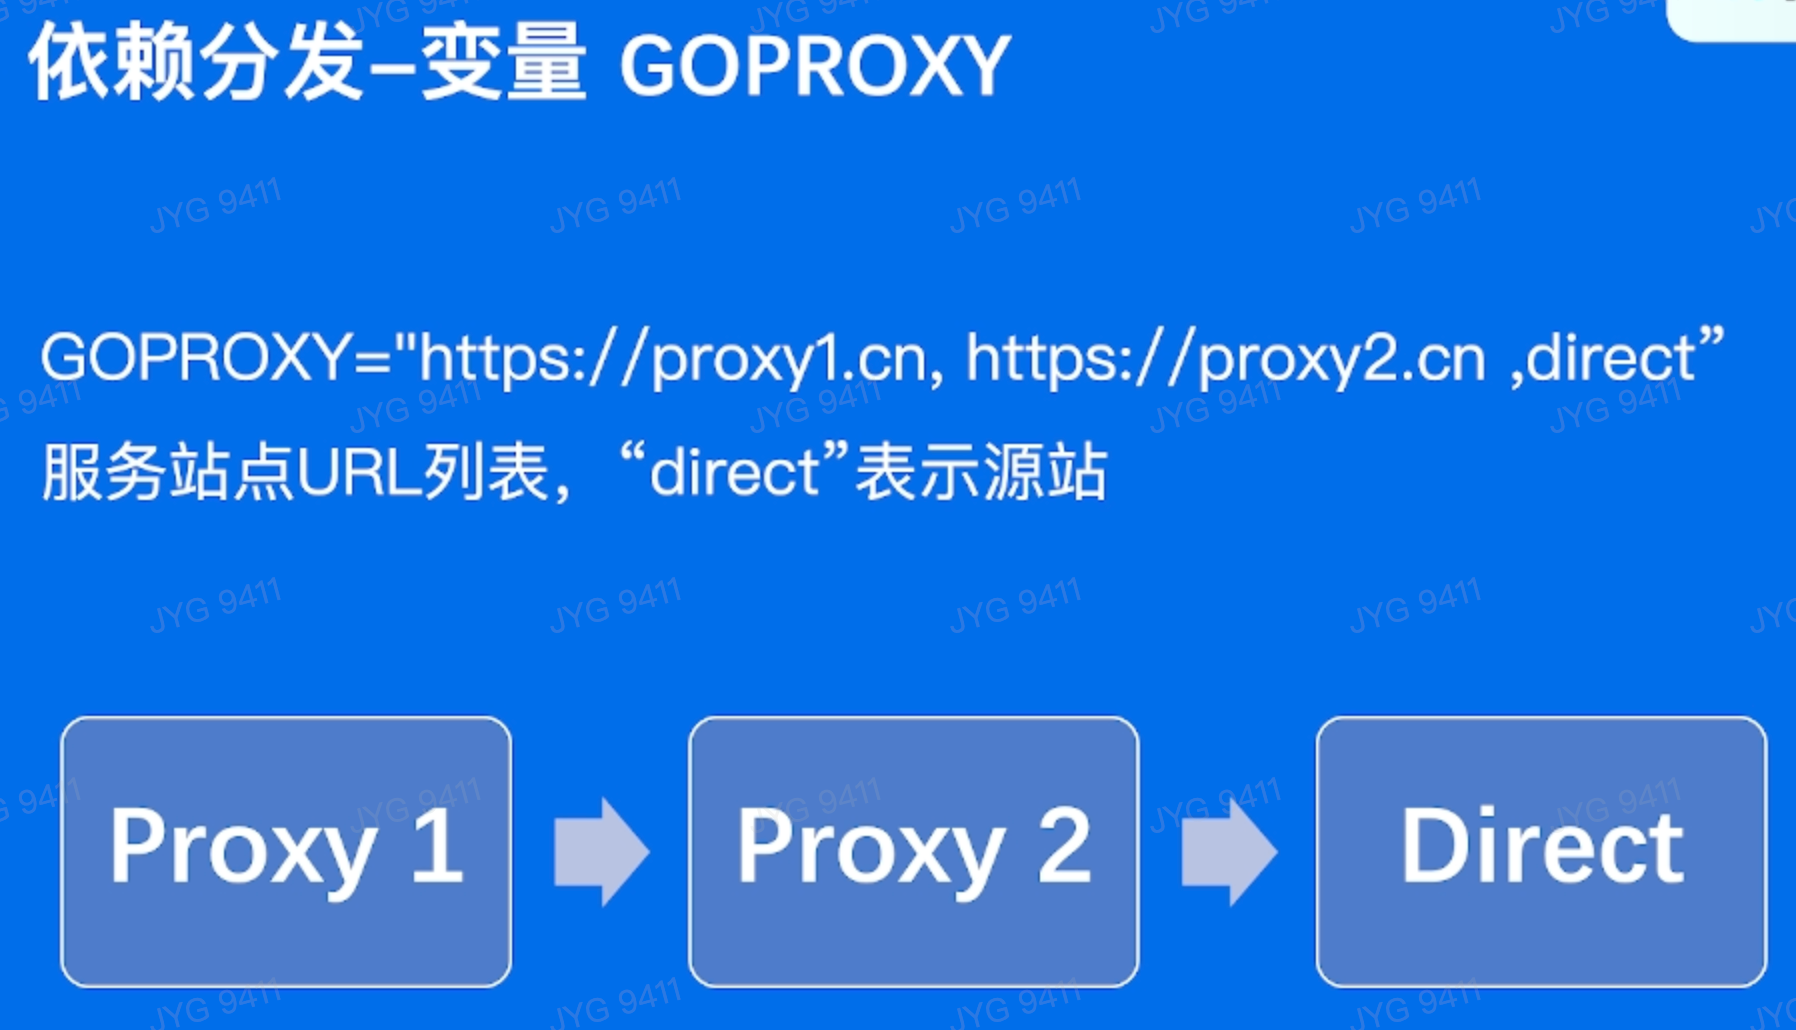 依赖分发-变量 GOPROXY
GOPROXY="https://proxy1.cn, https://proxy2.cn ,direct”
服务站点URL列表，“direct”表示源站
Proxy 1
Proxy 2
Direct
JYG 9411